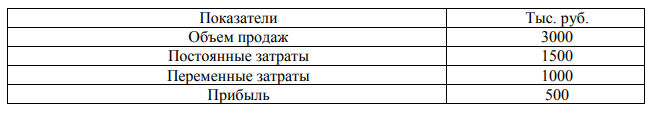 Показатели Тыс. руб.
Объем продаж 3000
Постоянные затраты 1500
Переменные затраты 1000
Прибыль 500